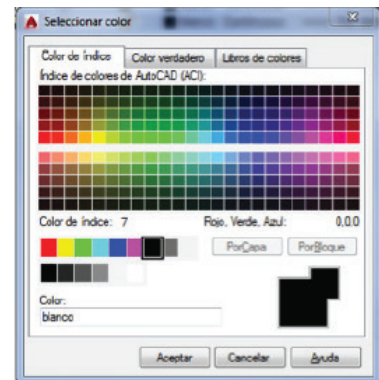 Seleccionar color
Color de Índice Color verdadero Libros de colores
Índice de colores de AutoCAD (ACI):
Color de índice: 7 Rojo, Verde, Azul: 0,0,0
PorCapa PorBloque
Color:
blanco
Aceptar Cancelar Ayuda